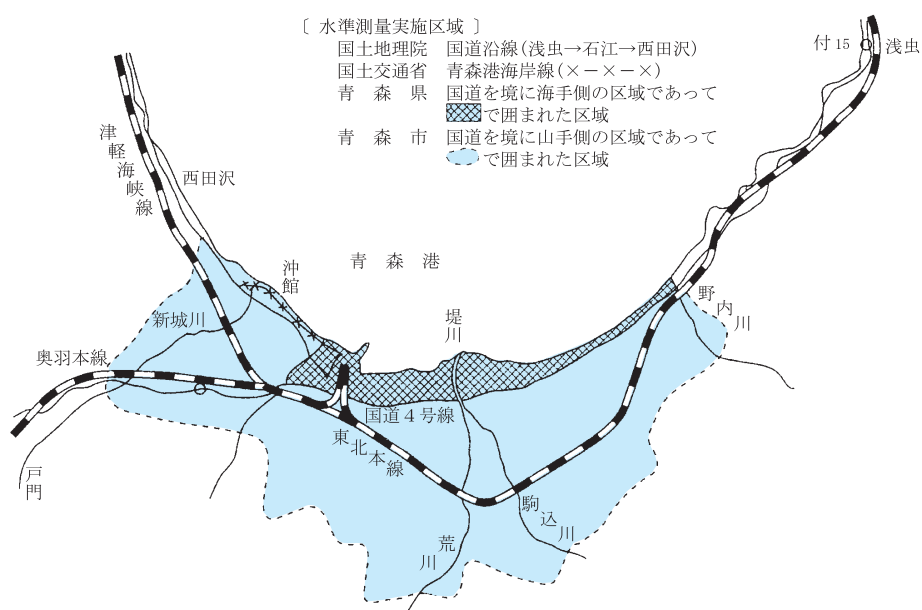 〔 水準測量実施区域 〕
国土地理院 国道沿線(浅虫→石江→西田沢)
国土交通省 青森港海岸線(×−×−×)
青森県 国道を境に海手側の区域であって
で囲まれた区域
青森市 国道を境に山手側の区域であって
で囲まれた区域
付15
浅虫
津軽海峡線
西田沢
青森港
沖館
新城川
堤川
野内川
奥羽本線
国道4号線
東北本線
戸門
駒込川
荒川